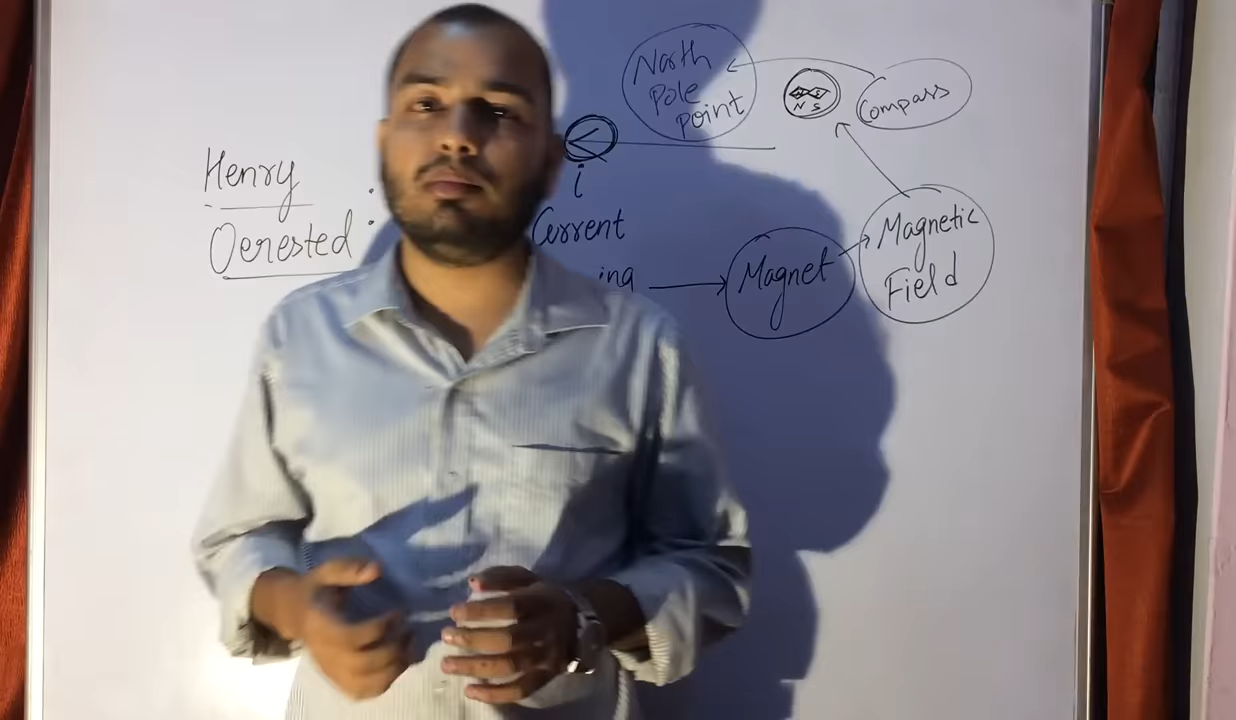 Henry
Oerested
i
Current
ing
Magnet
Magnetic
Field
North
Pole
Point
N S
Compass